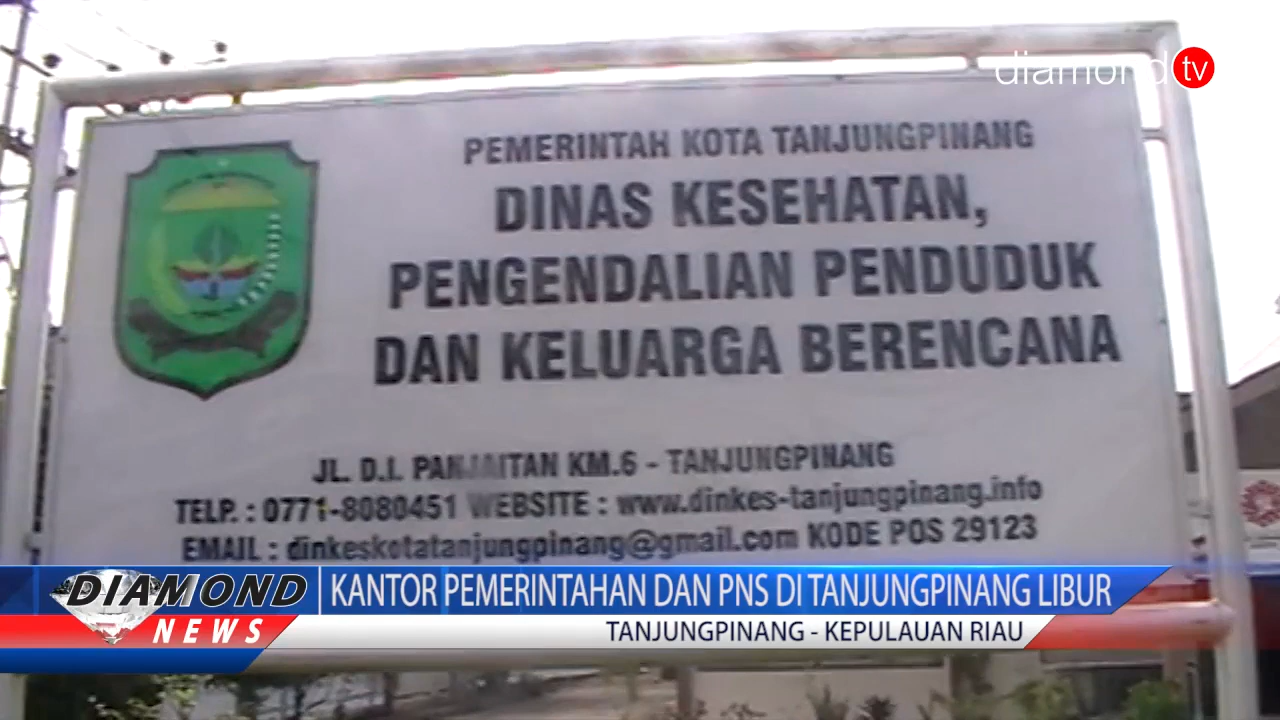 diamond tv
PEMERINTAH KOTA TANJUNGPINANG
DINAS KESEHATAN,
PENGENDALIAN PENDUDUK
DAN KELUARGA BERENCANA
JL. D.I. PANJAITAN KM.6 - TANJUNGPINANG
TELP. : 0771-8080451 WEBSITE : www.dinkes-tanjungpinang.info
EMAIL : dinkeskotatanjungpinang@gmail.com KODE POS 29123
DIAMOND
NEWS
KANTOR PEMERINTAHAN DAN PNS DI TANJUNGPINANG LIBUR
TANJUNGPINANG - KEPULAUAN RIAU